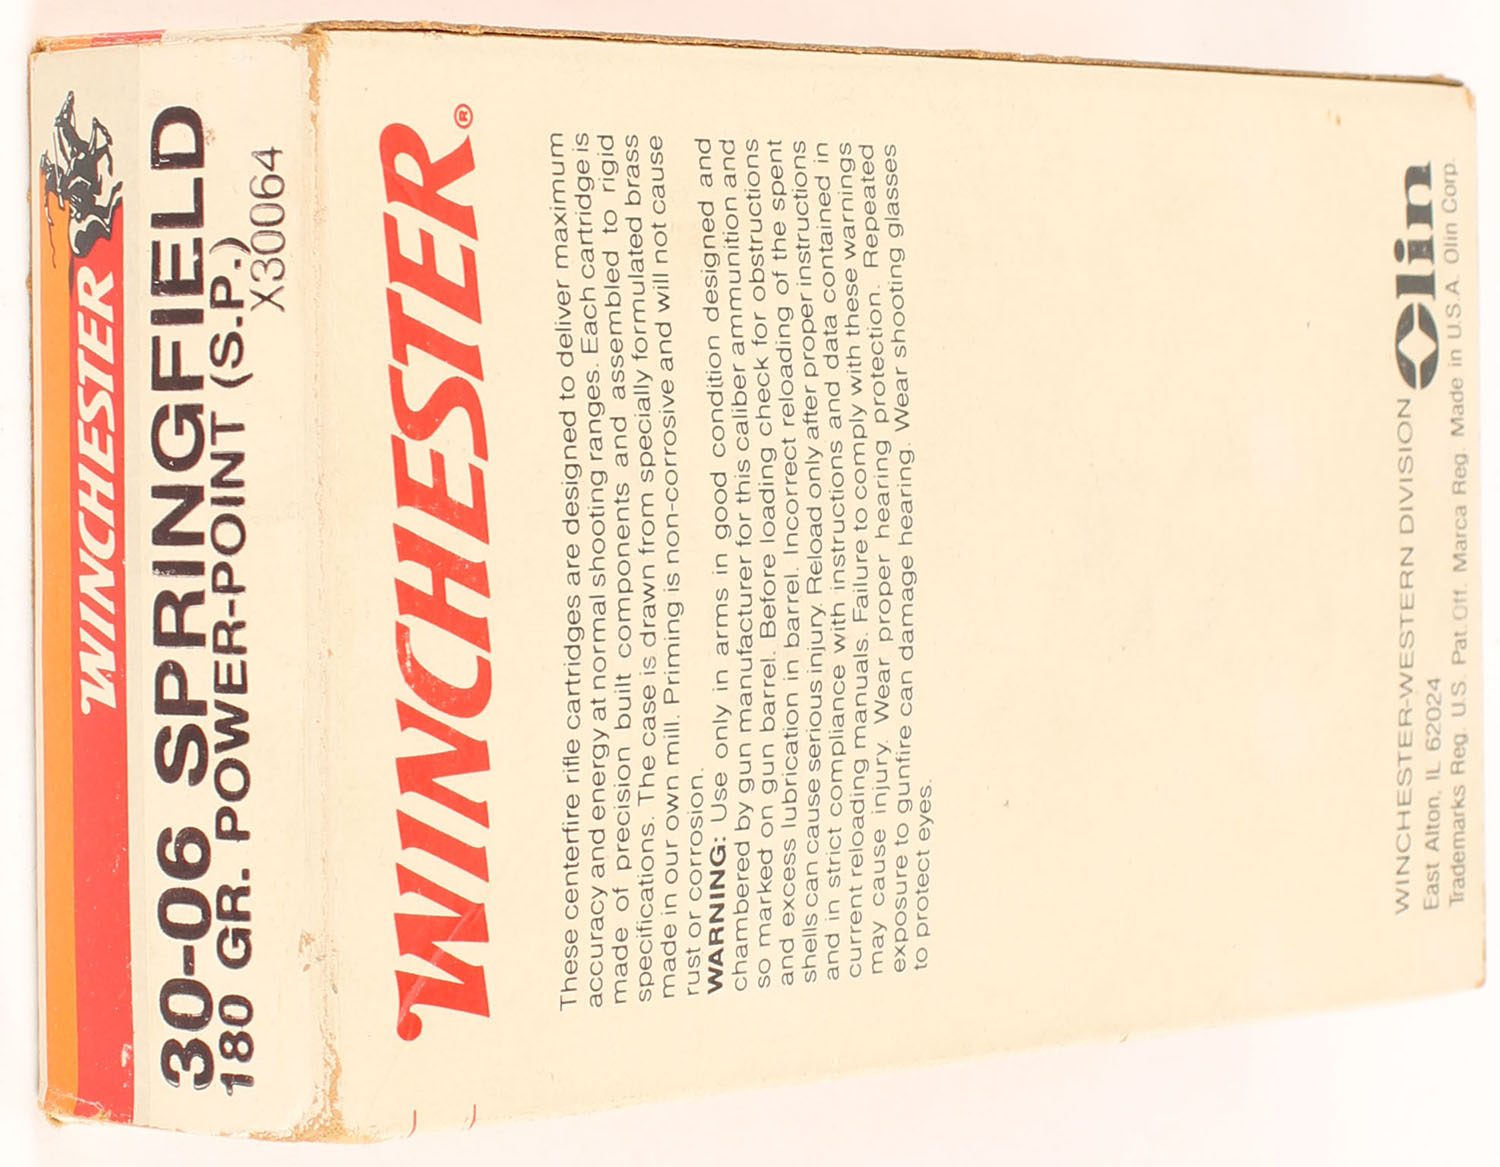 WINCHESTER
30-06 SPRINGFIELD
180 GR. POWER-POINT (S.P.)
X30064
WINCHESTER®
These centerfire rifle cartridges are designed to deliver maximum
accuracy and energy at normal shooting ranges. Each cartridge is
made of precision built components and assembled to rigid
specifications. The case is drawn from specially formulated brass
made in our own mill. Priming is non-corrosive and will not cause
rust or corrosion.
WARNING: Use only in arms in good condition designed and
chambered by gun manufacturer for this caliber ammunition and
so marked on gun barrel. Before loading check for obstructions
and excess lubrication in barrel. Incorrect reloading of the spent
shells can cause serious injury. Reload only after proper instructions
and in strict compliance with instructions and data contained in
current reloading manuals. Failure to comply with these warnings
may cause injury. Wear proper hearing protection. Repeated
exposure to gunfire can damage hearing. Wear shooting glasses
to protect eyes.
WINCHESTER-WESTERN DIVISION Olin
East Alton, IL 62024
Trademarks Reg. U.S. Pat. Off. Marca Reg. Made in U.S.A. Olin Corp.